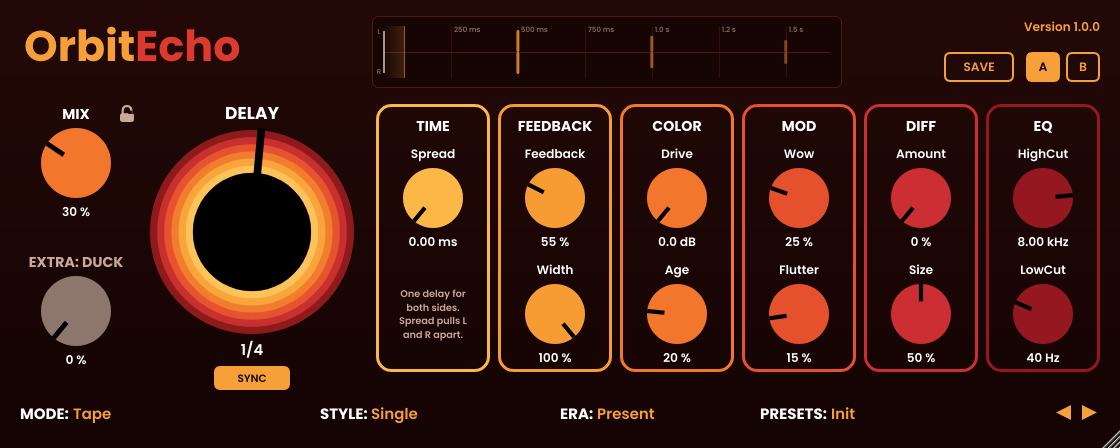 OrbitEcho
L
R
250 ms
500 ms
750 ms
1.0 s
1.2 s
1.5 s
Version 1.0.0
SAVE
A
B
MIX
30 %
EXTRA: DUCK
0 %
DELAY
1/4
SYNC
TIME
Spread
0.00 ms
One delay for
both sides.
Spread pulls L
and R apart.
FEEDBACK
Feedback
55 %
Width
100 %
COLOR
Drive
0.0 dB
Age
20 %
MOD
Wow
25 %
Flutter
15 %
DIFF
Amount
0 %
Size
50 %
EQ
HighCut
8.00 kHz
LowCut
40 Hz
MODE: Tape
STYLE: Single
ERA: Present
PRESETS: Init